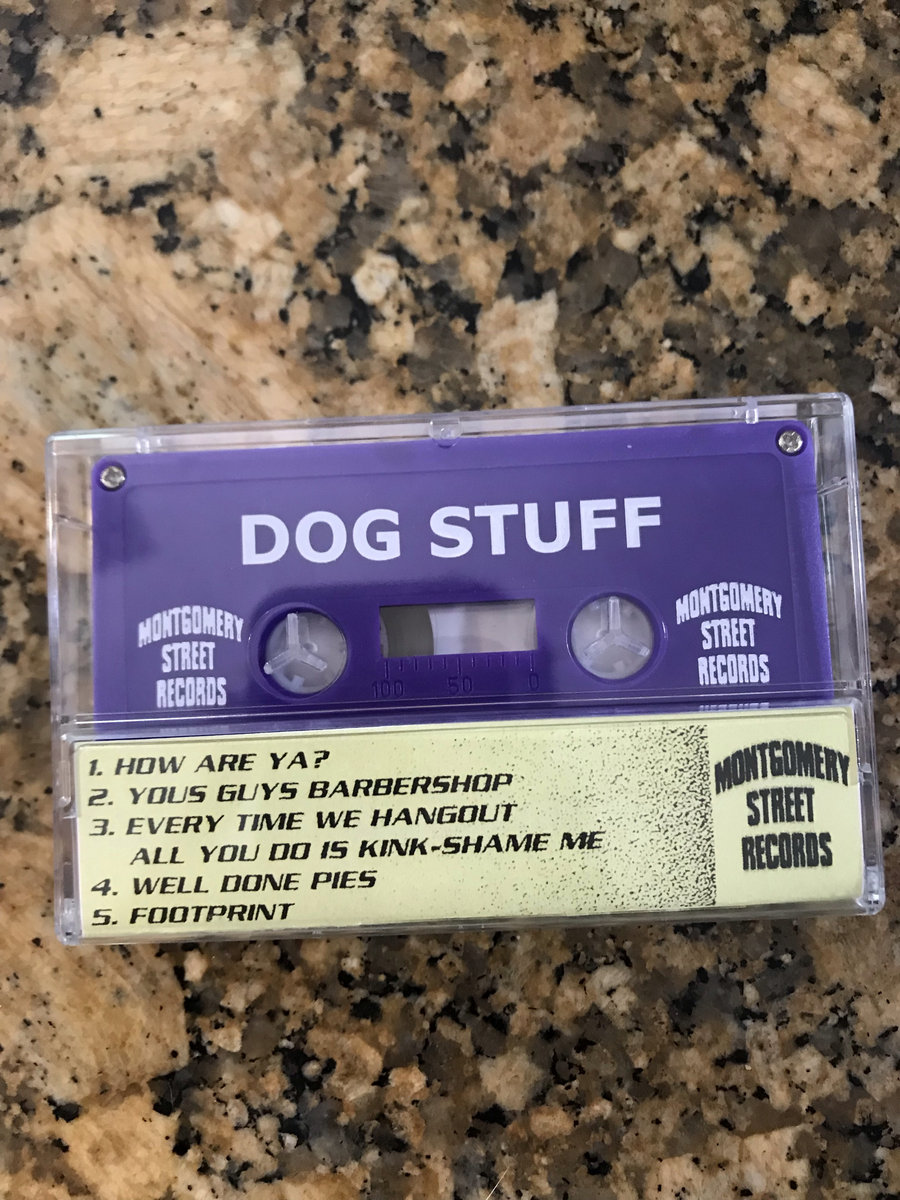 DOG STUFF
MONTGOMERY
STREET
RECORDS
MONTGOMERY
STREET
RECORDS
100 50 0
1. HOW ARE YA?
2. YOUS GUYS BARBERSHOP
3. EVERY TIME WE HANGOUT
ALL YOU DO IS KINK-SHAME ME
4. WELL DONE PIES
5. FOOTPRINT
MONTGOMERY
STREET
RECORDS